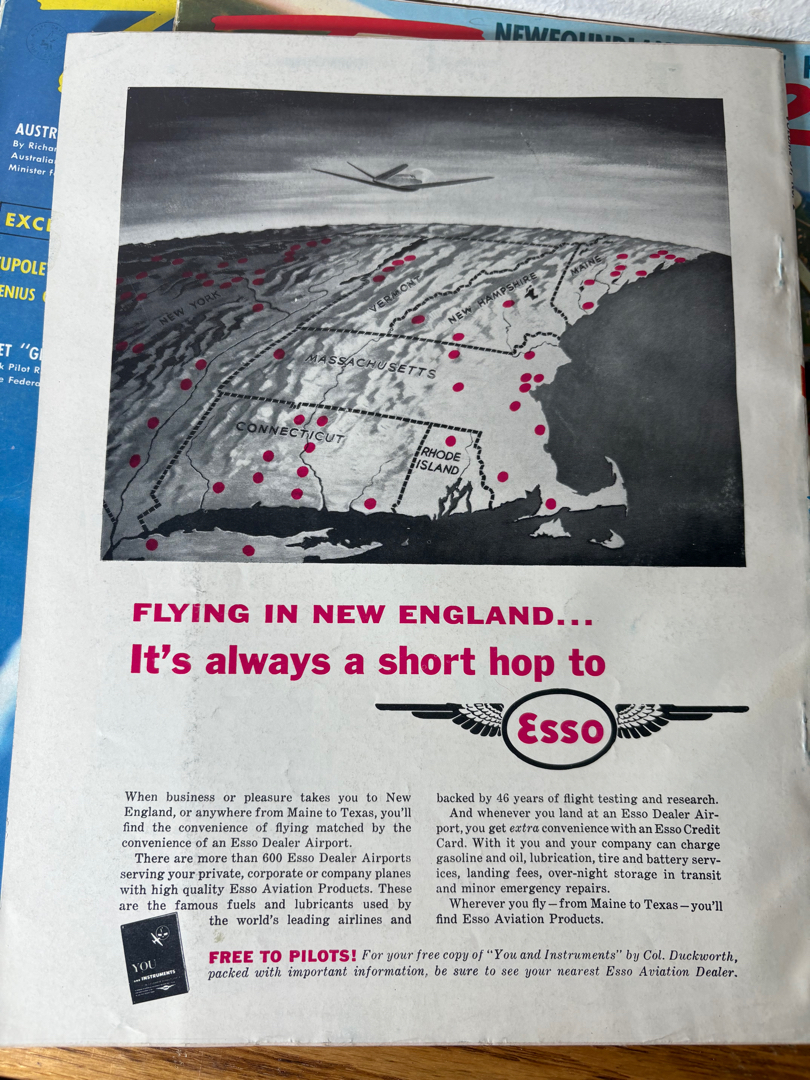 NEWFOUNDLAN
AUSTR
By Richar
Australia
Minister f
EXCL
TUPOLE
ENIUS
ET "G
k Pilot R
e Federa
NEW YORK
VERMONT
NEW HAMPSHIRE
MAINE
MASSACHUSETTS
CONNECTICUT
RHODE
ISLAND
FLYING IN NEW ENGLAND...
It's always a short hop to
Esso
When business or pleasure takes you to New
England, or anywhere from Maine to Texas, you'll
find the convenience of flying matched by the
convenience of an Esso Dealer Airport.
There are more than 600 Esso Dealer Airports
serving your private, corporate or company planes
with high quality Esso Aviation Products. These
are the famous fuels and lubricants used by
the world's leading airlines and
backed by 46 years of flight testing and research.
And whenever you land at an Esso Dealer Air-
port, you get extra convenience with an Esso Credit
Card. With it you and your company can charge
gasoline and oil, lubrication, tire and battery serv-
ices, landing fees, over-night storage in transit
and minor emergency repairs.
Wherever you fly—from Maine to Texas—you'll
find Esso Aviation Products.
YOU
AND INSTRUMENTS
FREE TO PILOTS! For your free copy of "You and Instruments" by Col. Duckworth,
packed with important information, be sure to see your nearest Esso Aviation Dealer.